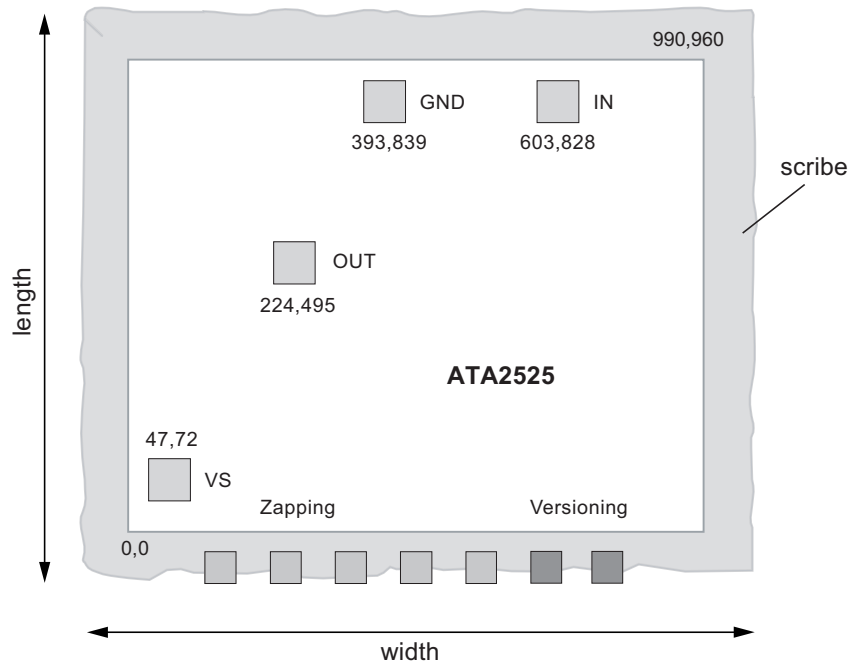 990,960
GND
IN
393,839
603,828
scribe
OUT
224,495
length
ATA2525
47,72
VS
Zapping
Versioning
0,0
width